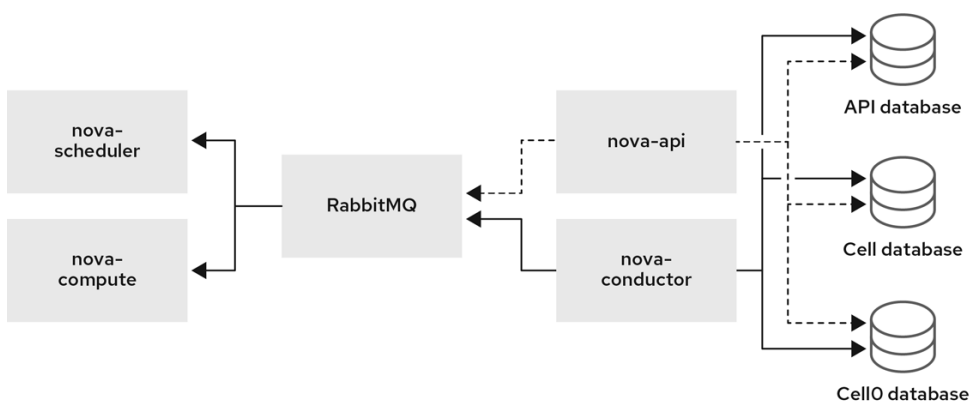 nova-
scheduler
nova-
compute
RabbitMQ
nova-api
nova-
conductor
API database
Cell database
Cell0 database